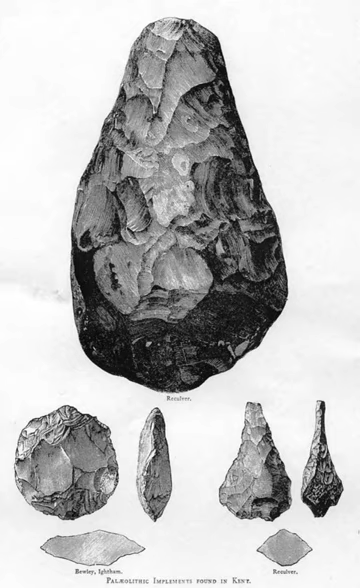 Reculver.
Bewley, Ightham.
Reculver.
PALÆOLITHIC IMPLEMENTS FOUND IN KENT.